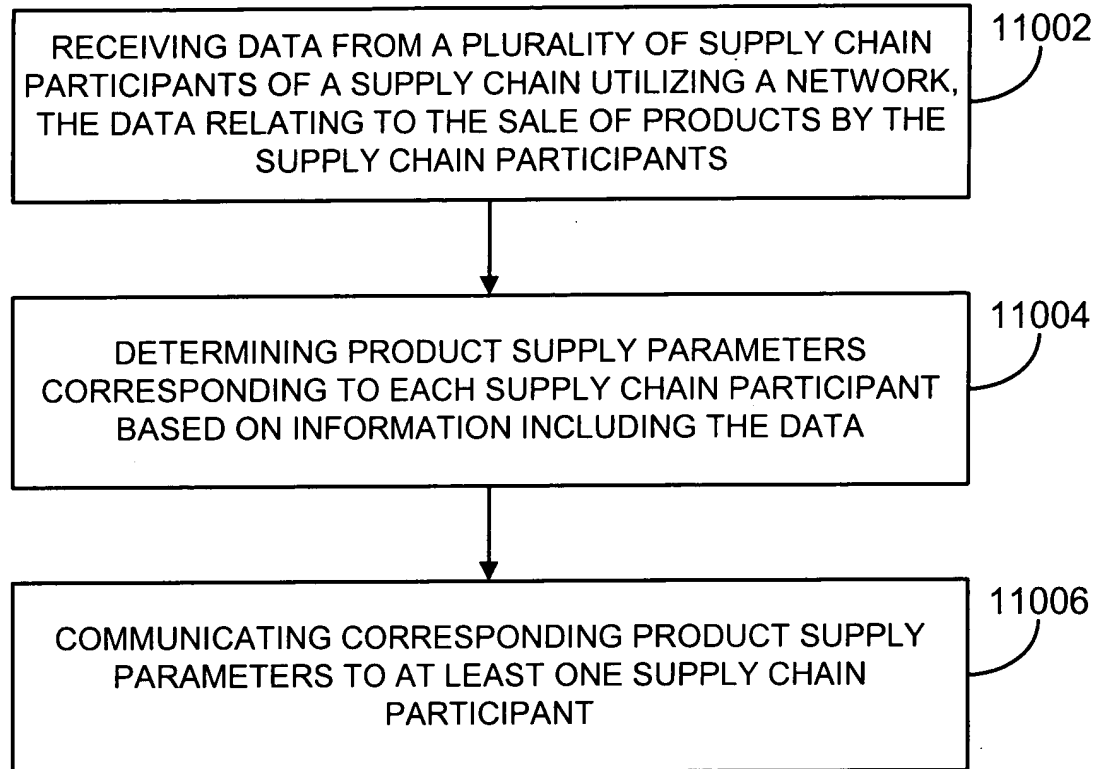 RECEIVING DATA FROM A PLURALITY OF SUPPLY CHAIN
PARTICIPANTS OF A SUPPLY CHAIN UTILIZING A NETWORK,
THE DATA RELATING TO THE SALE OF PRODUCTS BY THE
SUPPLY CHAIN PARTICIPANTS
11002
DETERMINING PRODUCT SUPPLY PARAMETERS
CORRESPONDING TO EACH SUPPLY CHAIN PARTICIPANT
BASED ON INFORMATION INCLUDING THE DATA
11004
COMMUNICATING CORRESPONDING PRODUCT SUPPLY
PARAMETERS TO AT LEAST ONE SUPPLY CHAIN
PARTICIPANT
11006